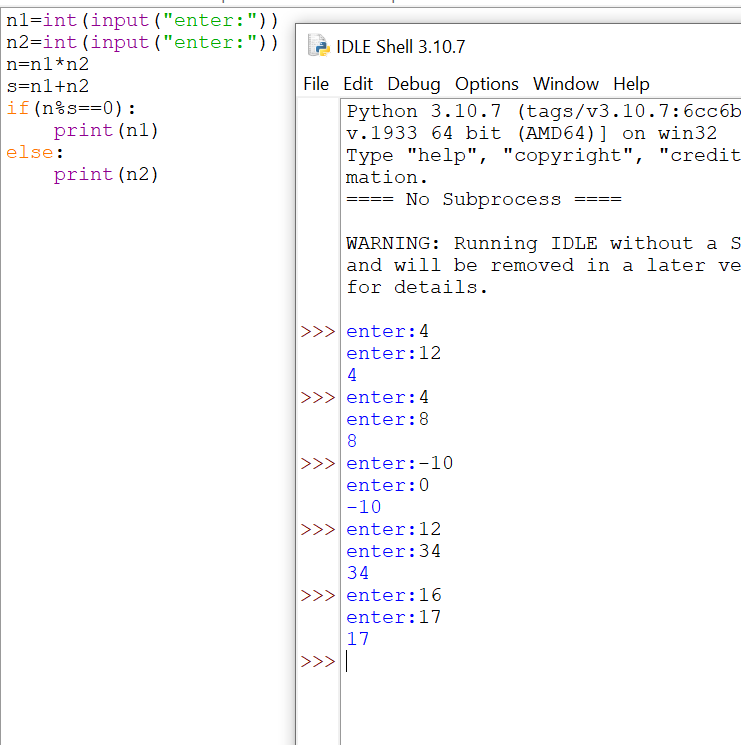 n1=int(input("enter:"))
n2=int(input("enter:"))
n=n1*n2
s=n1+n2
if(n%s==0):
    print(n1)
else:
    print(n2)
IDLE Shell 3.10.7
File Edit Debug Options Window Help
Python 3.10.7 (tags/v3.10.7:6cc6b
v.1933 64 bit (AMD64)] on win32
Type "help", "copyright", "credit
mation.
==== No Subprocess ====
WARNING: Running IDLE without a S
and will be removed in a later ve
for details.
>>> enter:4
enter:12
4
>>> enter:4
enter:8
8
>>> enter:-10
enter:0
-10
>>> enter:12
enter:34
34
>>> enter:16
enter:17
17
>>>